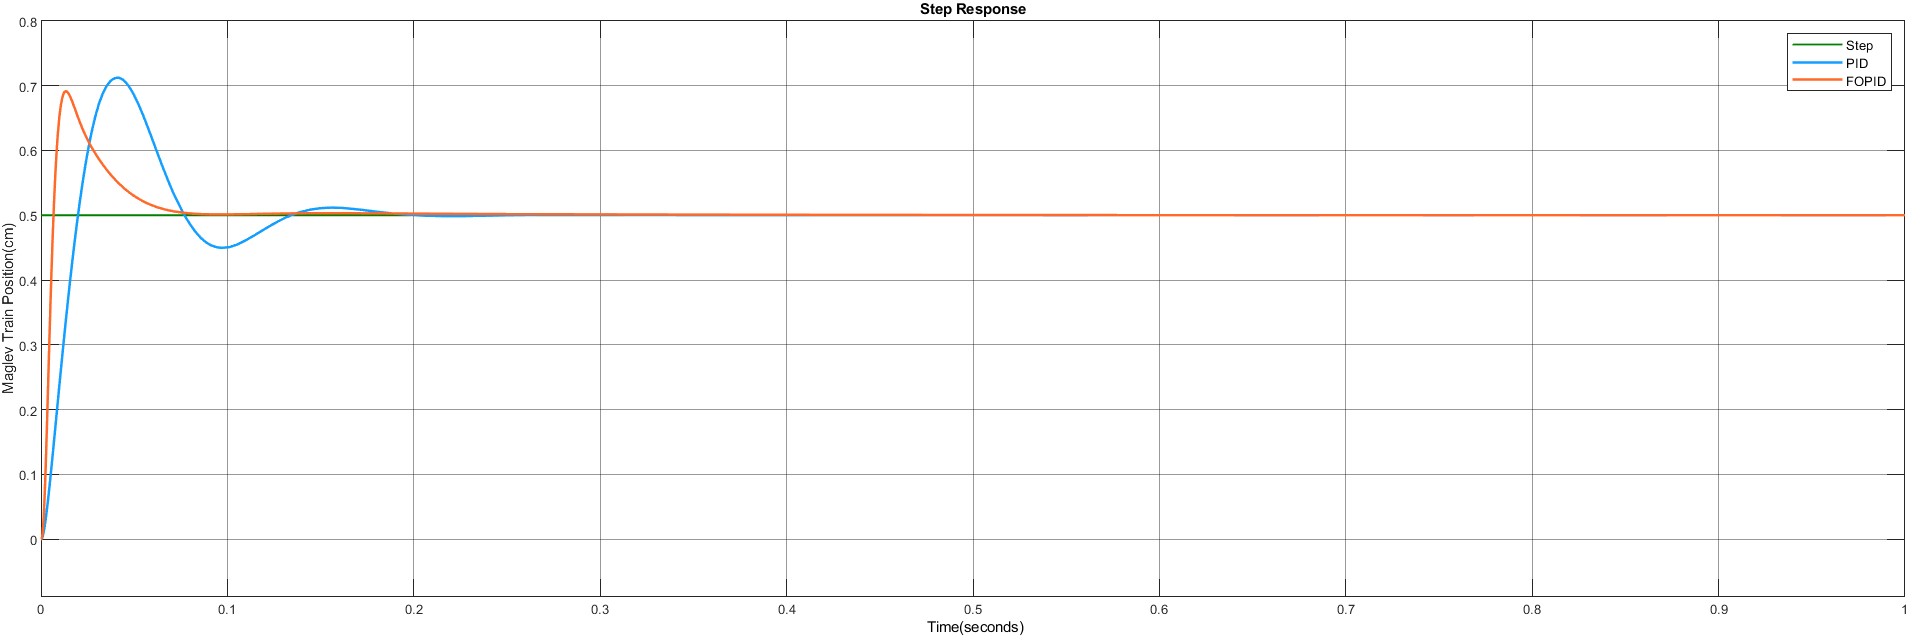 Step Response
Step
PID
FOPID
Maglev Train Position(cm)
0.8
0.7
0.6
0.5
0.4
0.3
0.2
0.1
0
0 0.1 0.2 0.3 0.4 0.5 0.6 0.7 0.8 0.9 1
Time(seconds)